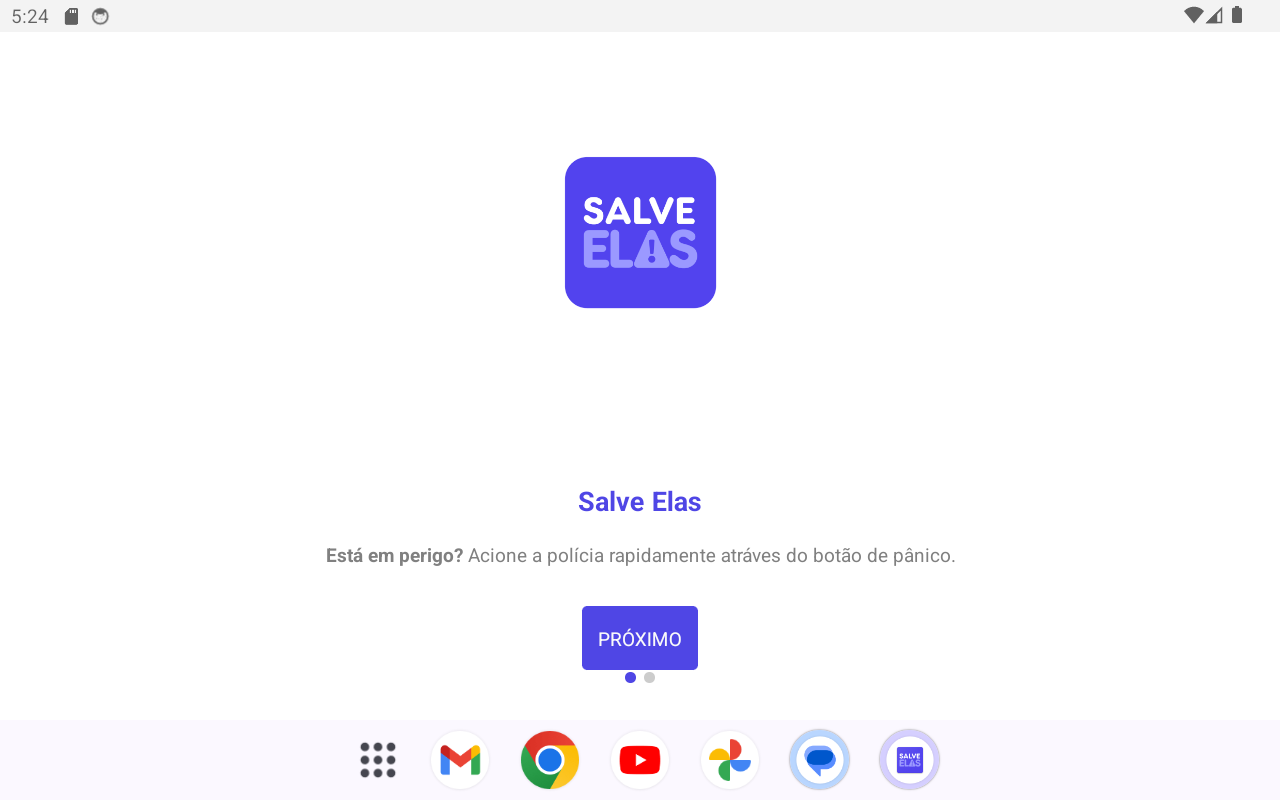 5:24
SALVE
ELAS
Salve Elas
Está em perigo? Acione a polícia rapidamente atráves do botão de pânico.
PRÓXIMO
SALVE
ELAS